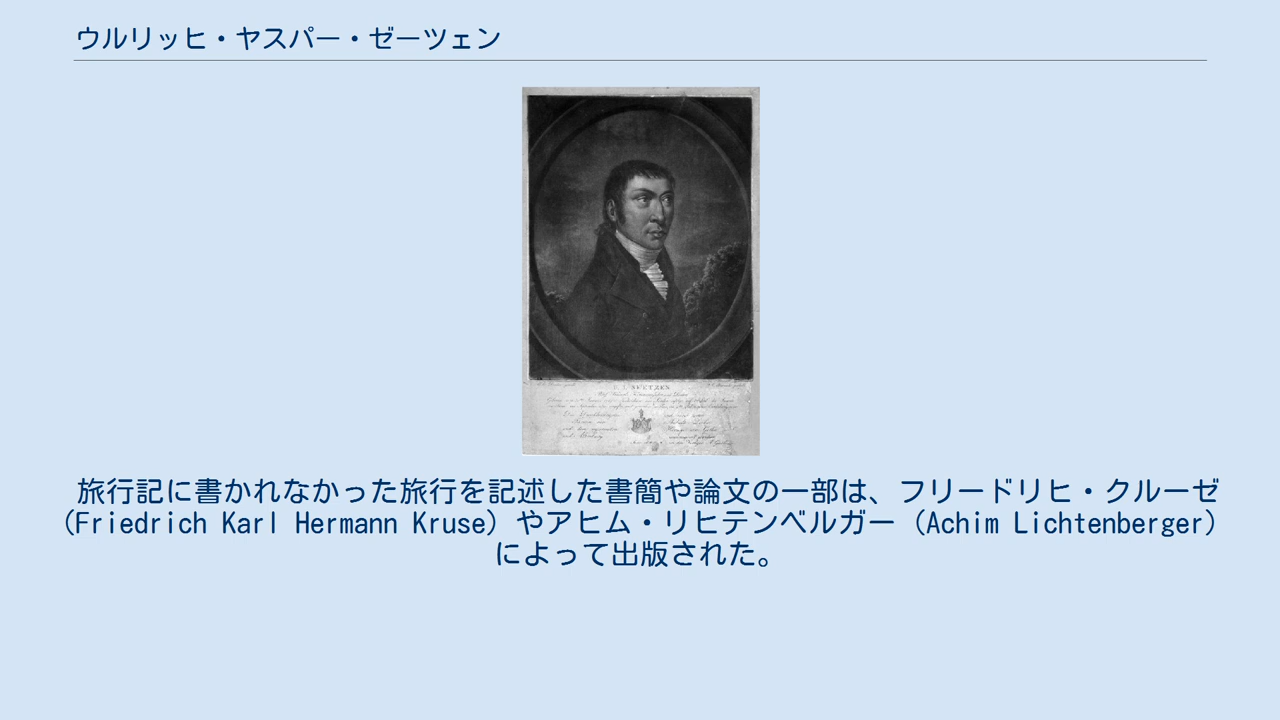 ウルリッヒ・ヤスパー・ゼーツェン
U. J. SEETZEN
旅行記に書かれなかった旅行を記述した書簡や論文の一部は、フリードリヒ・クルーゼ
(Friedrich Karl Hermann Kruse) やアヒム・リヒテンベルガー (Achim Lichtenberger)
によって出版された。